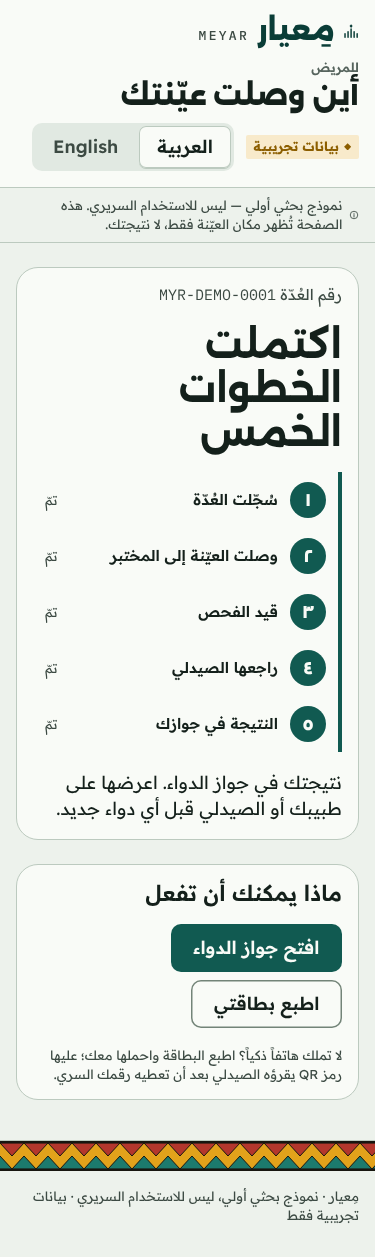 مِعيار MEYAR
للمريض
أين وصلت عيّنتك
بيانات تجريبية
العربية
English
نموذج بحثي أولي — ليس للاستخدام السريري. هذه
الصفحة تُظهر مكان العيّنة فقط، لا نتيجتك.
رقم العُدّة MYR-DEMO-0001
اكتملت
الخطوات
الخمس
١ سُجّلت العُدّة تمّ
٢ وصلت العيّنة إلى المختبر تمّ
٣ قيد الفحص تمّ
٤ راجعها الصيدلي تمّ
٥ النتيجة في جوازك تمّ
نتيجتك في جواز الدواء. اعرضها على
طبيبك أو الصيدلي قبل أي دواء جديد.
ماذا يمكنك أن تفعل
افتح جواز الدواء
اطبع بطاقتي
لا تملك هاتفاً ذكياً؟ اطبع البطاقة واحملها معك؛ عليها
رمز QR يقرؤه الصيدلي بعد أن تعطيه رقمك السري.
مِعيار · نموذج بحثي أولي، ليس للاستخدام السريري · بيانات
تجريبية فقط